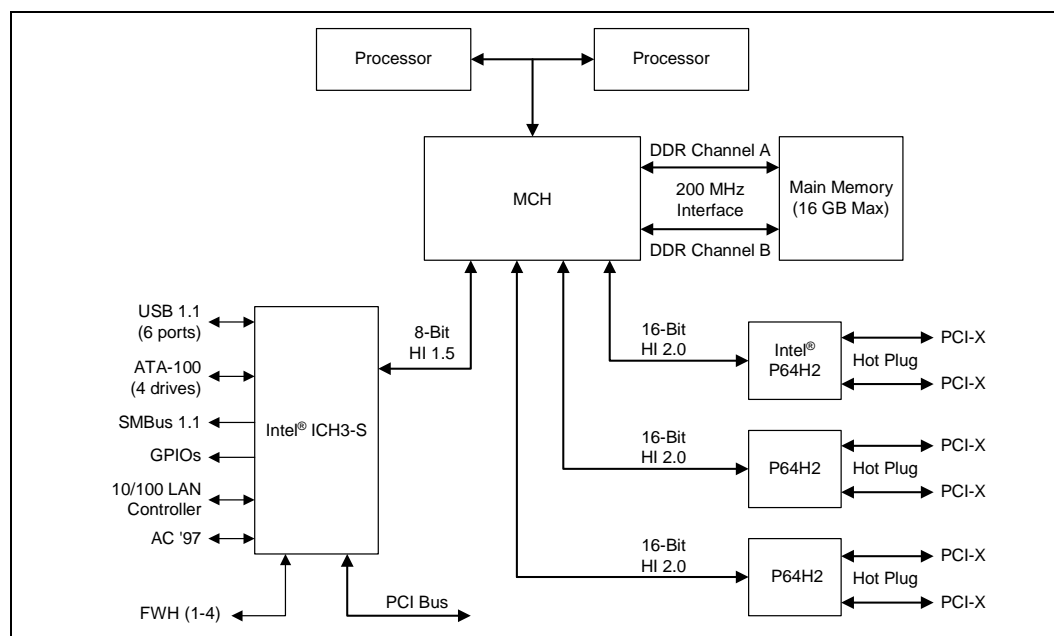 Processor
Processor
MCH
DDR Channel A
200 MHz
Interface
DDR Channel B
Main Memory
(16 GB Max)
USB 1.1
(6 ports)
ATA-100
(4 drives)
SMBus 1.1
GPIOs
10/100 LAN
Controller
AC '97
Intel® ICH3-S
8-Bit
HI 1.5
FWH (1-4)
PCI Bus
16-Bit
HI 2.0
Intel®
P64H2
PCI-X
Hot Plug
PCI-X
16-Bit
HI 2.0
P64H2
PCI-X
Hot Plug
PCI-X
16-Bit
HI 2.0
P64H2
PCI-X
Hot Plug
PCI-X